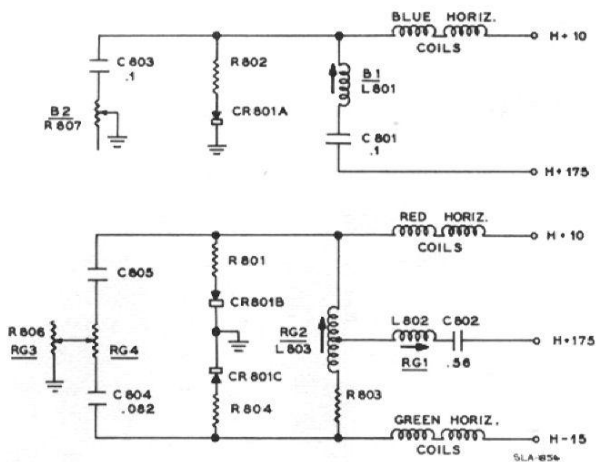 BLUE HORIZ.
COILS
H+10
C803
.1
R802
B1
L801
B2
R807
CR801A
C801
.1
H+175
RED HORIZ.
COILS
H+10
C805
R801
CR801B
R806
RG3
RG4
RG2
L803
L802
C802
RG1
.56
H+175
CR801C
C804
.082
R804
R803
GREEN HORIZ.
COILS
H-15
SLA-1856